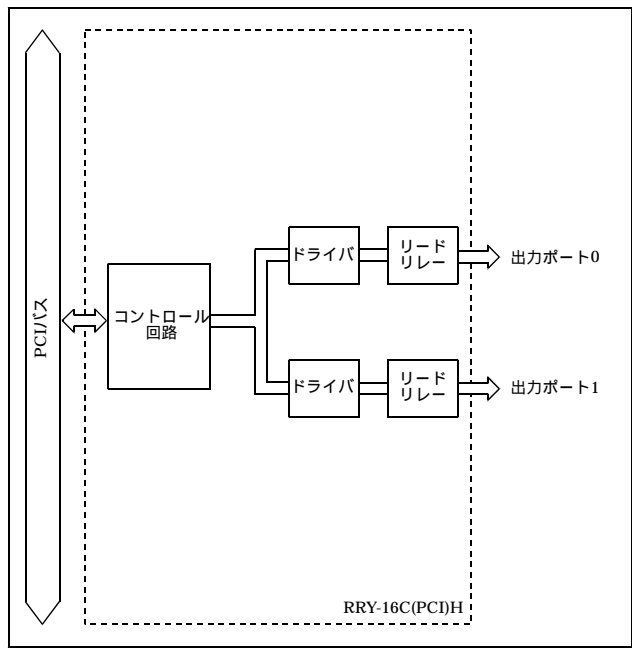 PCIバス
コントロール
回路
ドライバ
リード
リレー
出力ポート0
ドライバ
リード
リレー
出力ポート1
RRY-16C(PCI)H